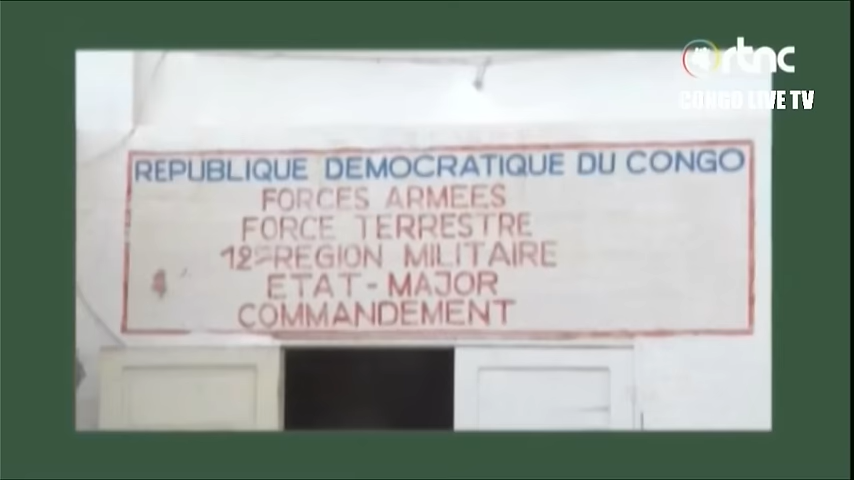 rtnc
CONGO LIVE TV
REPUBLIQUE DEMOCRATIQUE DU CONGO
FORCES ARMEES
FORCE TERRESTRE
12ᵉ REGION MILITAIRE
ETAT-MAJOR
COMMANDEMENT